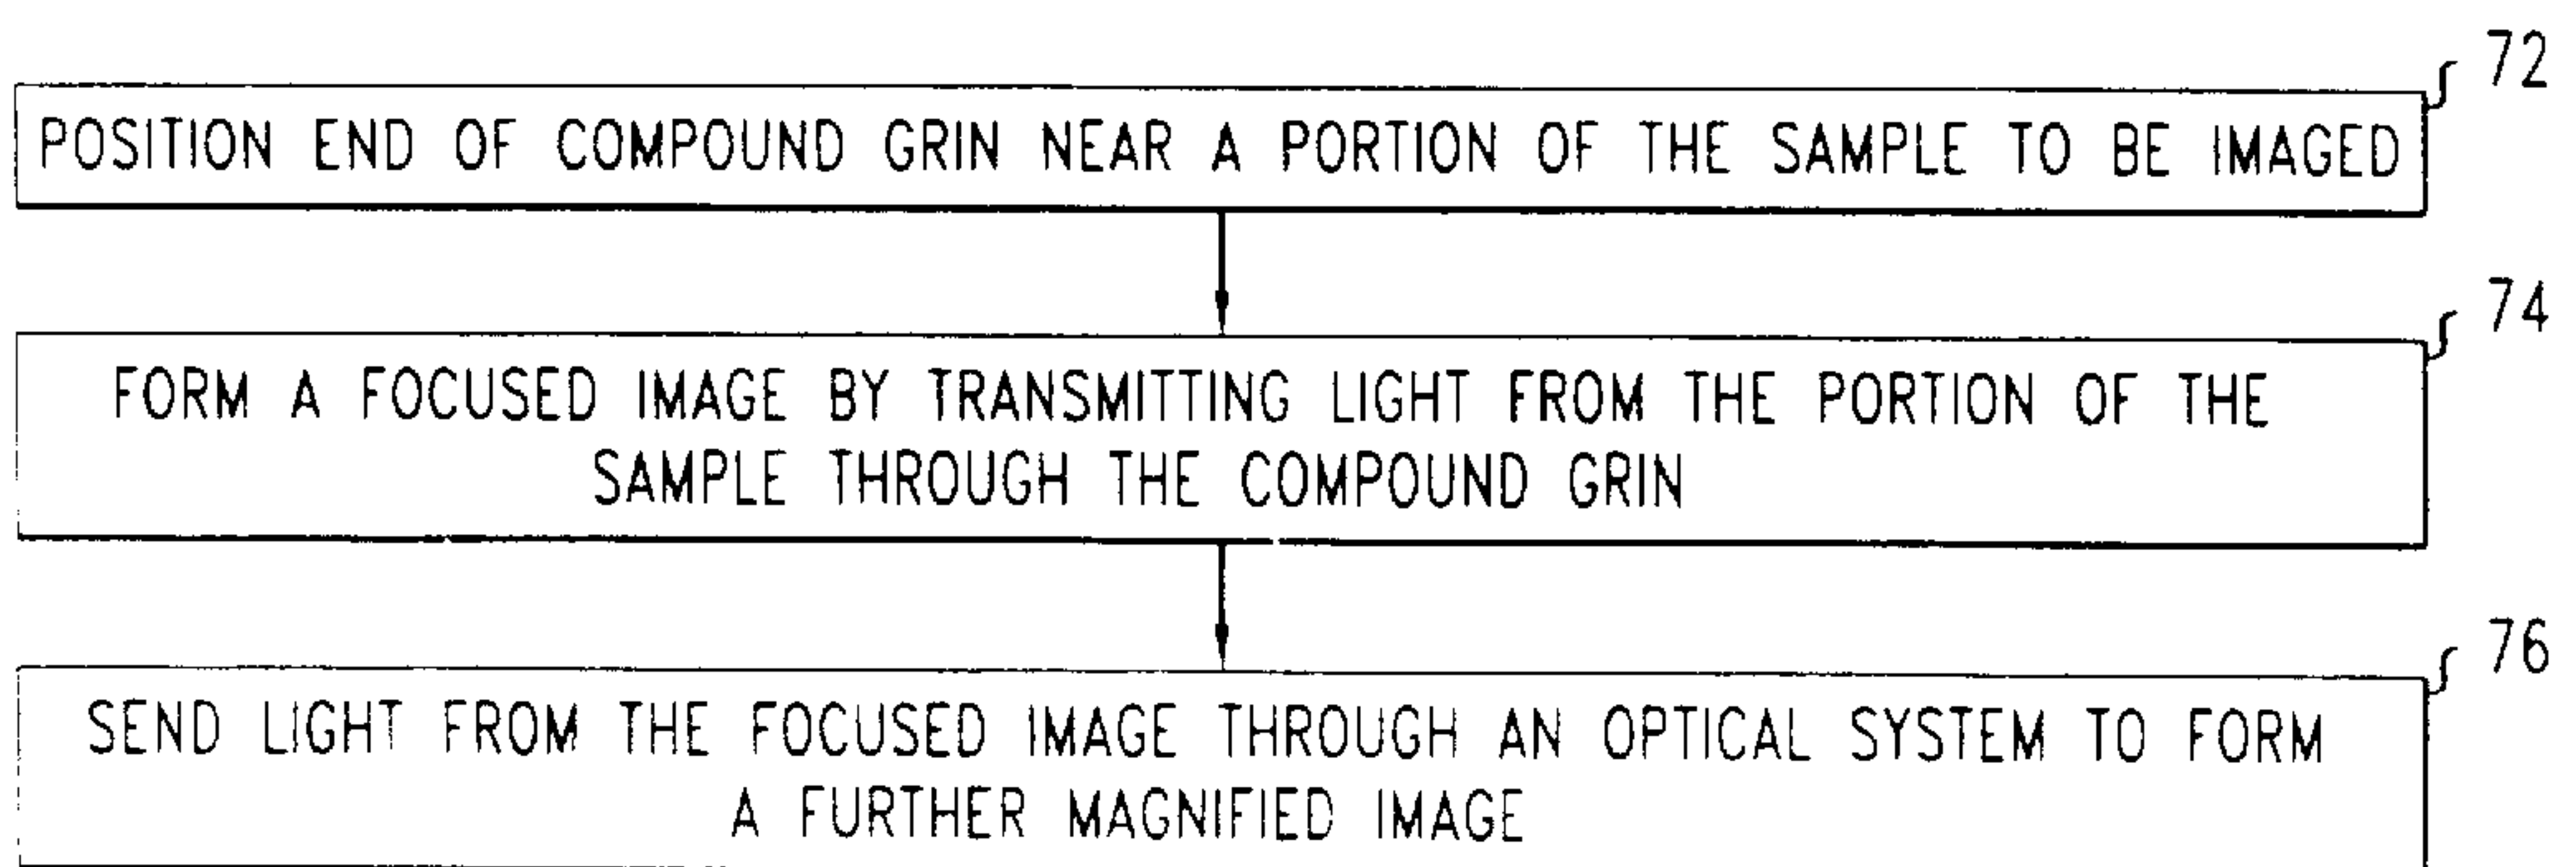 72
POSITION END OF COMPOUND GRIN NEAR A PORTION OF THE SAMPLE TO BE IMAGED
74
FORM A FOCUSED IMAGE BY TRANSMITTING LIGHT FROM THE PORTION OF THE
SAMPLE THROUGH THE COMPOUND GRIN
76
SEND LIGHT FROM THE FOCUSED IMAGE THROUGH AN OPTICAL SYSTEM TO FORM
A FURTHER MAGNIFIED IMAGE